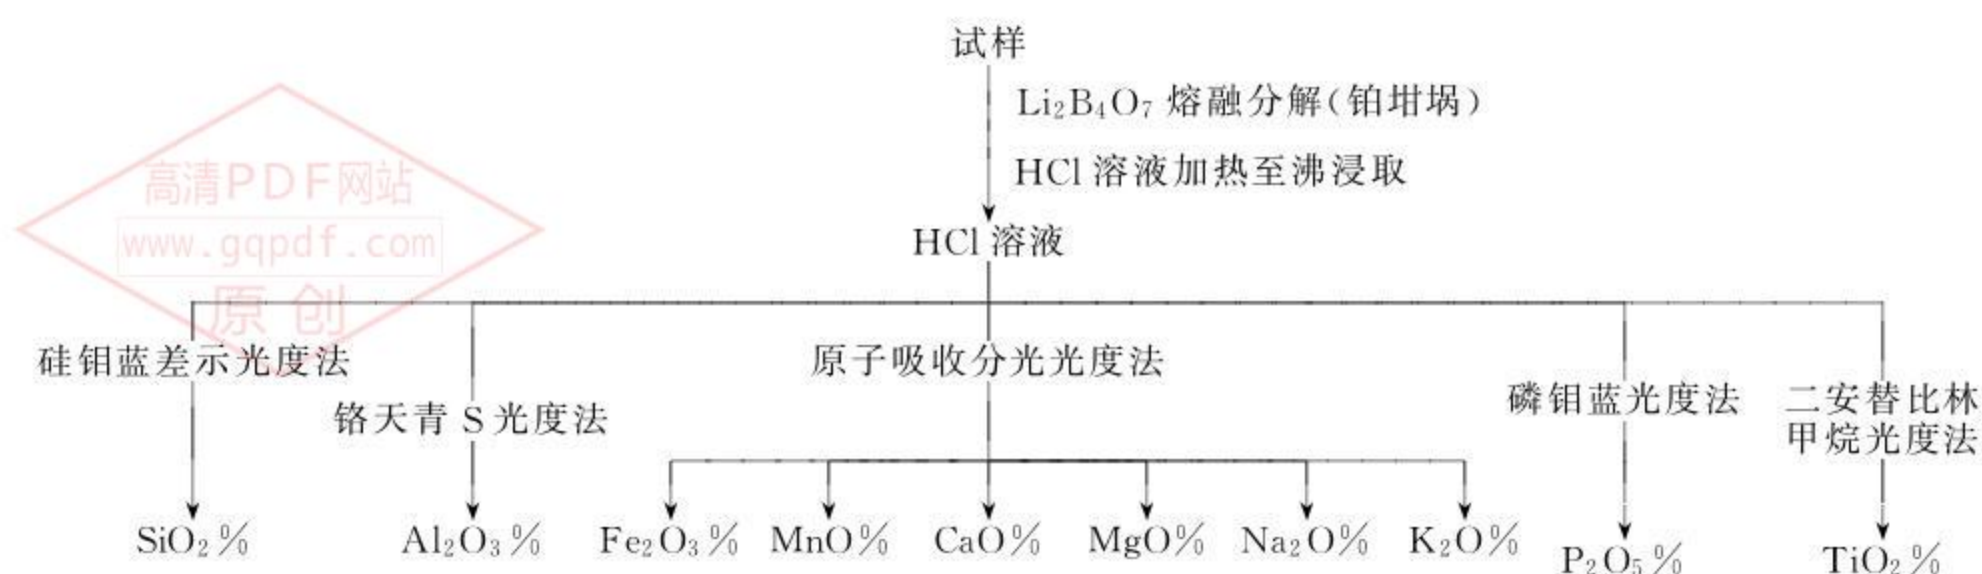 试样
Li₂B₄O₇ 熔融分解(铂坩埚)
HCl 溶液加热至沸浸取
HCl 溶液
高清PDF网站
www.gqpdf.com
原 创
硅钼蓝差示光度法
铬天青 S 光度法
原子吸收分光光度法
磷钼蓝光度法
二安替比林
甲烷光度法
SiO₂% Al₂O₃% Fe₂O₃% MnO% CaO% MgO% Na₂O% K₂O% P₂O₅% TiO₂%